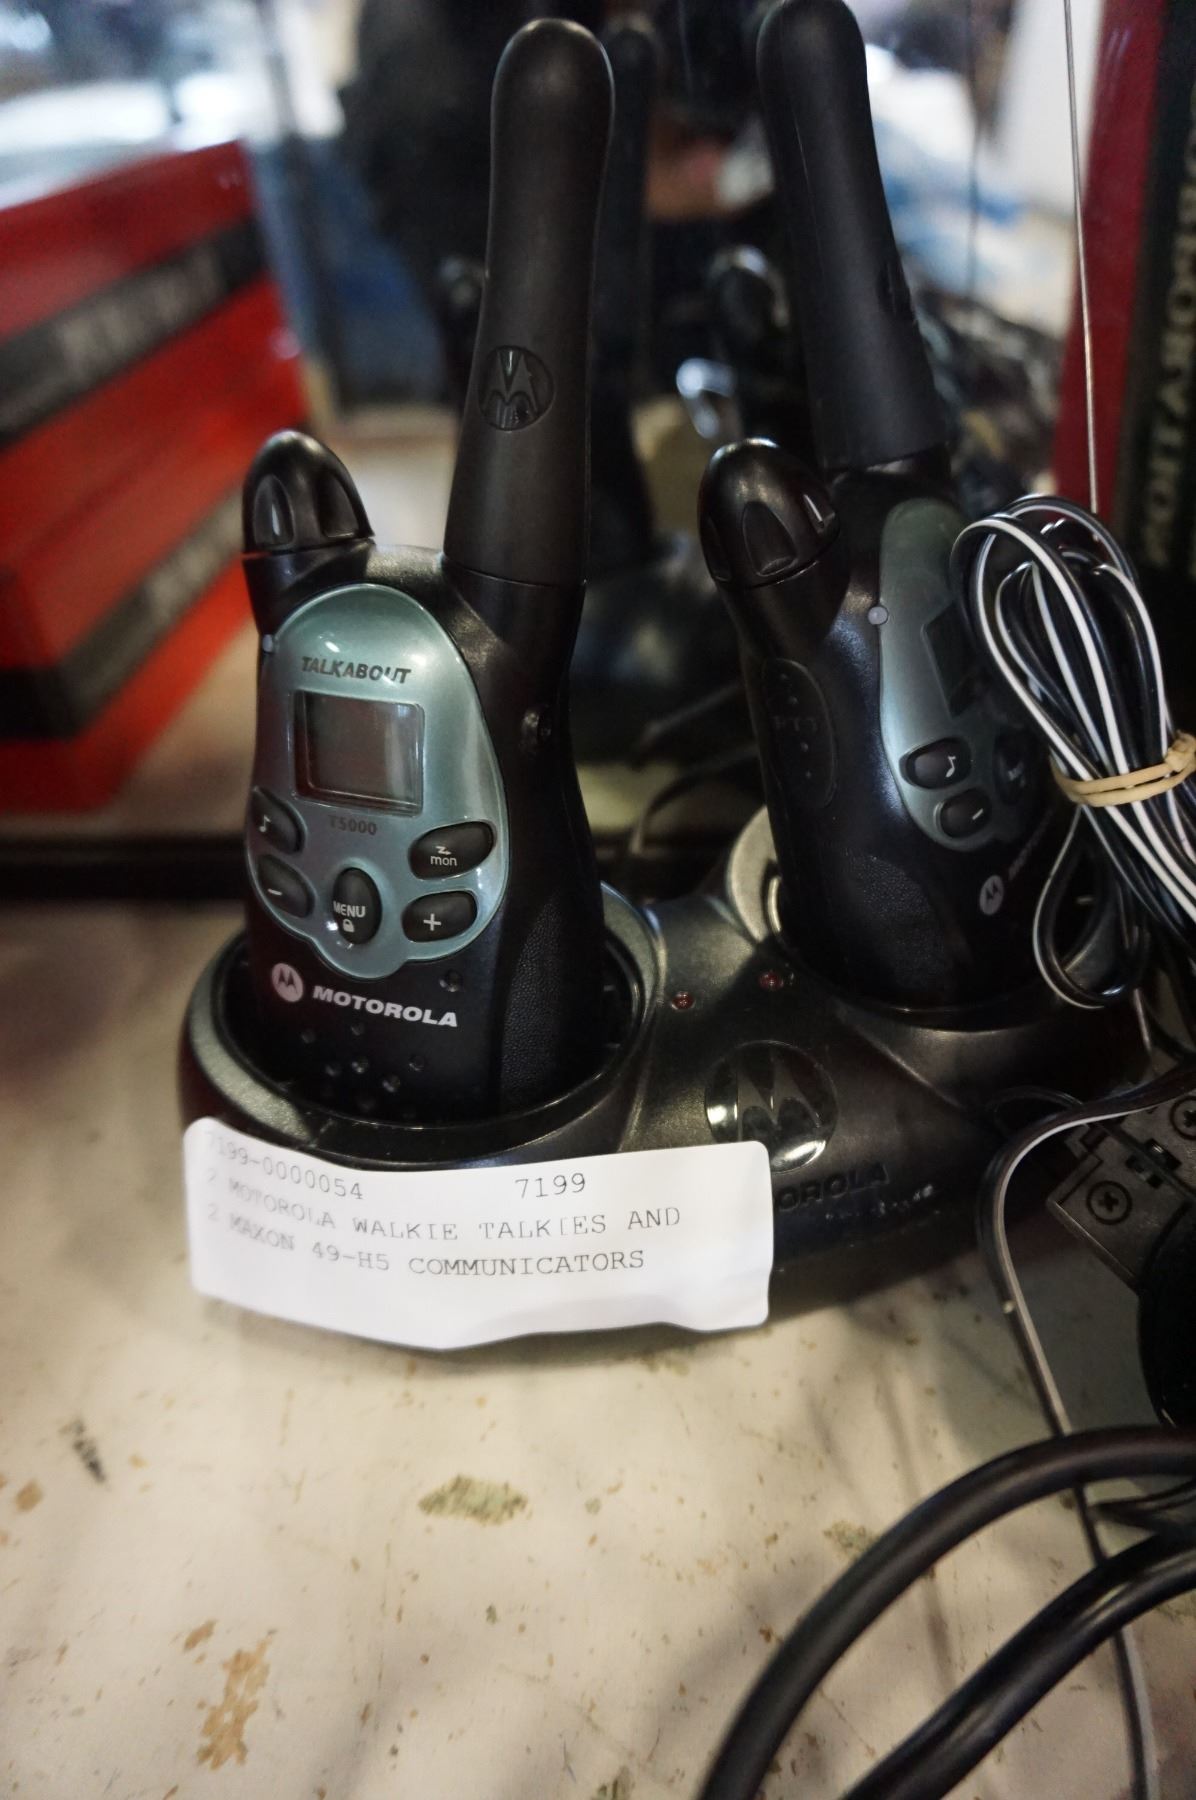 TALKABOUT
T5000
mon
MENU
+
-
MOTOROLA
-
7199-0000054 7199
2 MOTOROLA WALKIE TALKIES AND
2 MAXON 49-H5 COMMUNICATORS